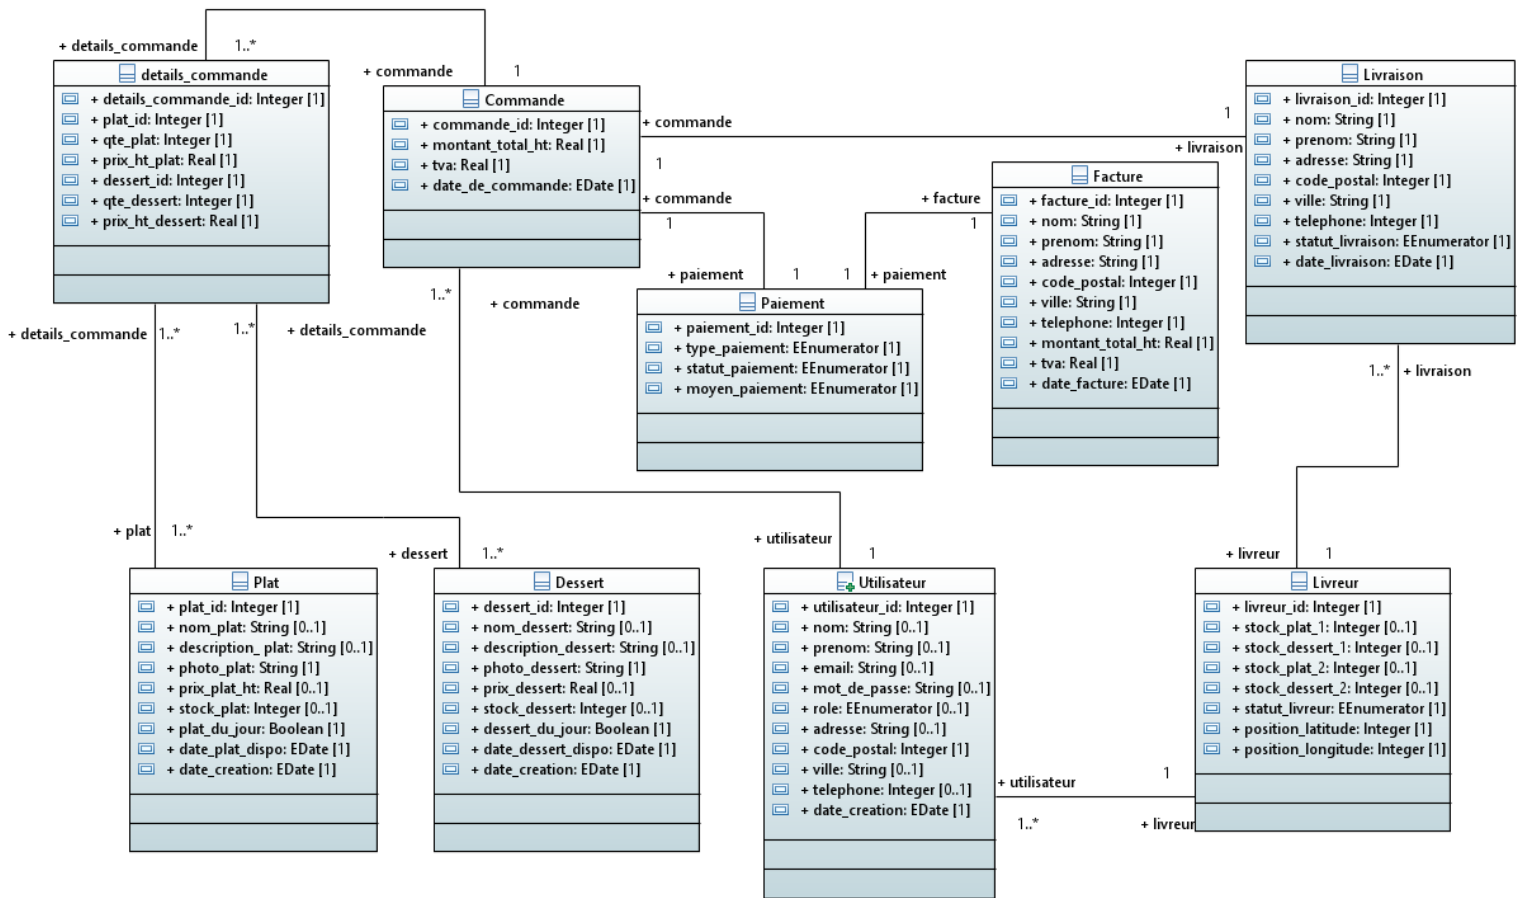 + details_commande 1..*
+ commande 1
details_commande
+ details_commande_id: Integer [1]
+ plat_id: Integer [1]
+ qte_plat: Integer [1]
+ prix_ht_plat: Real [1]
+ dessert_id: Integer [1]
+ qte_dessert: Integer [1]
+ prix_ht_dessert: Real [1]
Commande
+ commande_id: Integer [1]
+ montant_total_ht: Real [1]
+ tva: Real [1]
+ date_de_commande: EDate [1]
+ commande
1
1
+ livraison
Livraison
+ livraison_id: Integer [1]
+ nom: String [1]
+ prenom: String [1]
+ adresse: String [1]
+ code_postal: Integer [1]
+ ville: String [1]
+ telephone: Integer [1]
+ statut_livraison: EEnumerator [1]
+ date_livraison: EDate [1]
+ commande
1
+ paiement 1
+ facture
1
1 + paiement
Facture
+ facture_id: Integer [1]
+ nom: String [1]
+ prenom: String [1]
+ adresse: String [1]
+ code_postal: Integer [1]
+ ville: String [1]
+ telephone: Integer [1]
+ montant_total_ht: Real [1]
+ tva: Real [1]
+ date_facture: EDate [1]
Paiement
+ paiement_id: Integer [1]
+ type_paiement: EEnumerator [1]
+ statut_paiement: EEnumerator [1]
+ moyen_paiement: EEnumerator [1]
+ details_commande 1..*
1..* + details_commande
1..* + commande
1..* + livraison
+ plat 1..*
+ dessert 1..*
+ utilisateur 1
+ livreur 1
Plat
+ plat_id: Integer [1]
+ nom_plat: String [0..1]
+ description_ plat: String [0..1]
+ photo_plat: String [1]
+ prix_plat_ht: Real [0..1]
+ stock_plat: Integer [0..1]
+ plat_du_jour: Boolean [1]
+ date_plat_dispo: EDate [1]
+ date_creation: EDate [1]
Dessert
+ dessert_id: Integer [1]
+ nom_dessert: String [0..1]
+ description_dessert: String [0..1]
+ photo_dessert: String [1]
+ prix_dessert: Real [0..1]
+ stock_dessert: Integer [0..1]
+ dessert_du_jour: Boolean [1]
+ date_dessert_dispo: EDate [1]
+ date_creation: EDate [1]
Utilisateur
+ utilisateur_id: Integer [1]
+ nom: String [0..1]
+ prenom: String [0..1]
+ email: String [0..1]
+ mot_de_passe: String [0..1]
+ role: EEnumerator [0..1]
+ adresse: String [0..1]
+ code_postal: Integer [1]
+ ville: String [0..1]
+ telephone: Integer [0..1]
+ date_creation: EDate [1]
+ utilisateur
1..*
1
+ livreur
Livreur
+ livreur_id: Integer [1]
+ stock_plat_1: Integer [0..1]
+ stock_dessert_1: Integer [0..1]
+ stock_plat_2: Integer [0..1]
+ stock_dessert_2: Integer [0..1]
+ statut_livreur: EEnumerator [1]
+ position_latitude: Integer [1]
+ position_longitude: Integer [1]